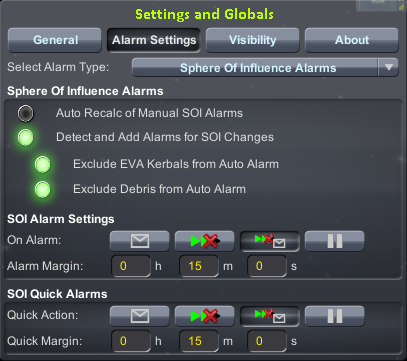 Settings and Globals
General Alarm Settings Visibility About
Select Alarm Type: Sphere Of Influence Alarms
Sphere Of Influence Alarms
Auto Recalc of Manual SOI Alarms
Detect and Add Alarms for SOI Changes
Exclude EVA Kerbals from Auto Alarm
Exclude Debris from Auto Alarm
SOI Alarm Settings
On Alarm:
Alarm Margin: 0 h 15 m 0 s
SOI Quick Alarms
Quick Action:
Quick Margin: 0 h 15 m 0 s